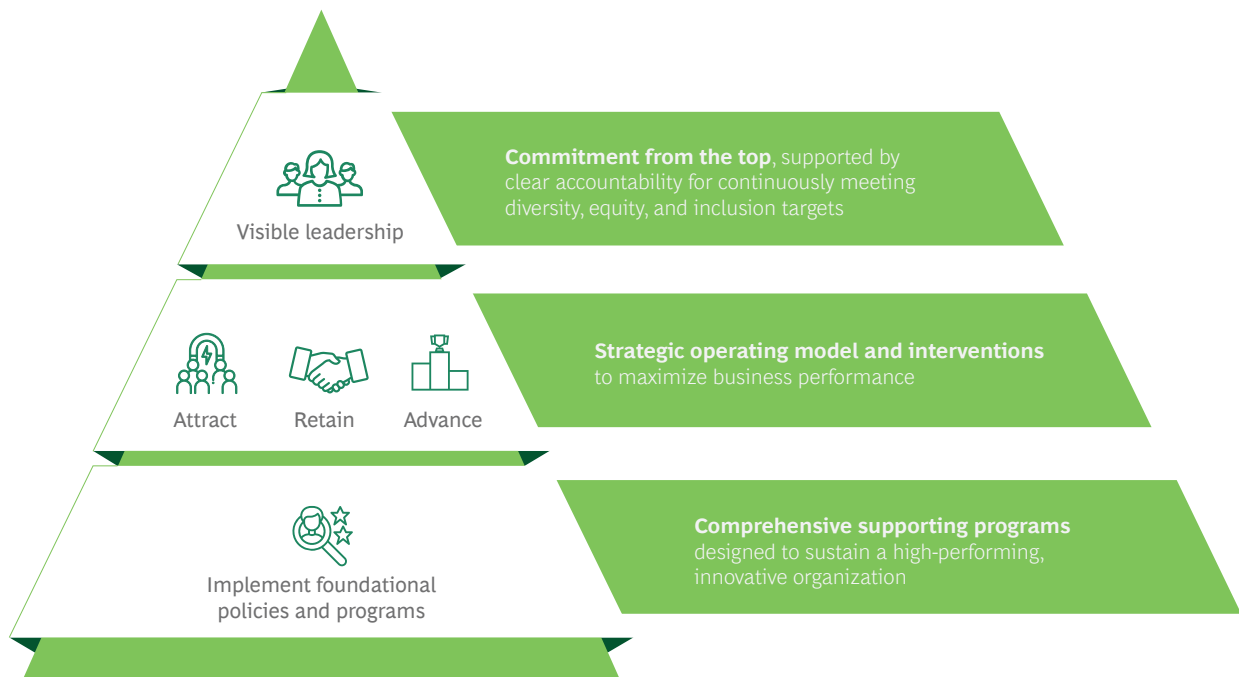 Commitment from the top, supported by
clear accountability for continuously meeting
diversity, equity, and inclusion targets
Visible leadership
Strategic operating model and interventions
to maximize business performance
Attract
Retain
Advance
Comprehensive supporting programs
designed to sustain a high-performing,
innovative organization
Implement foundational
policies and programs